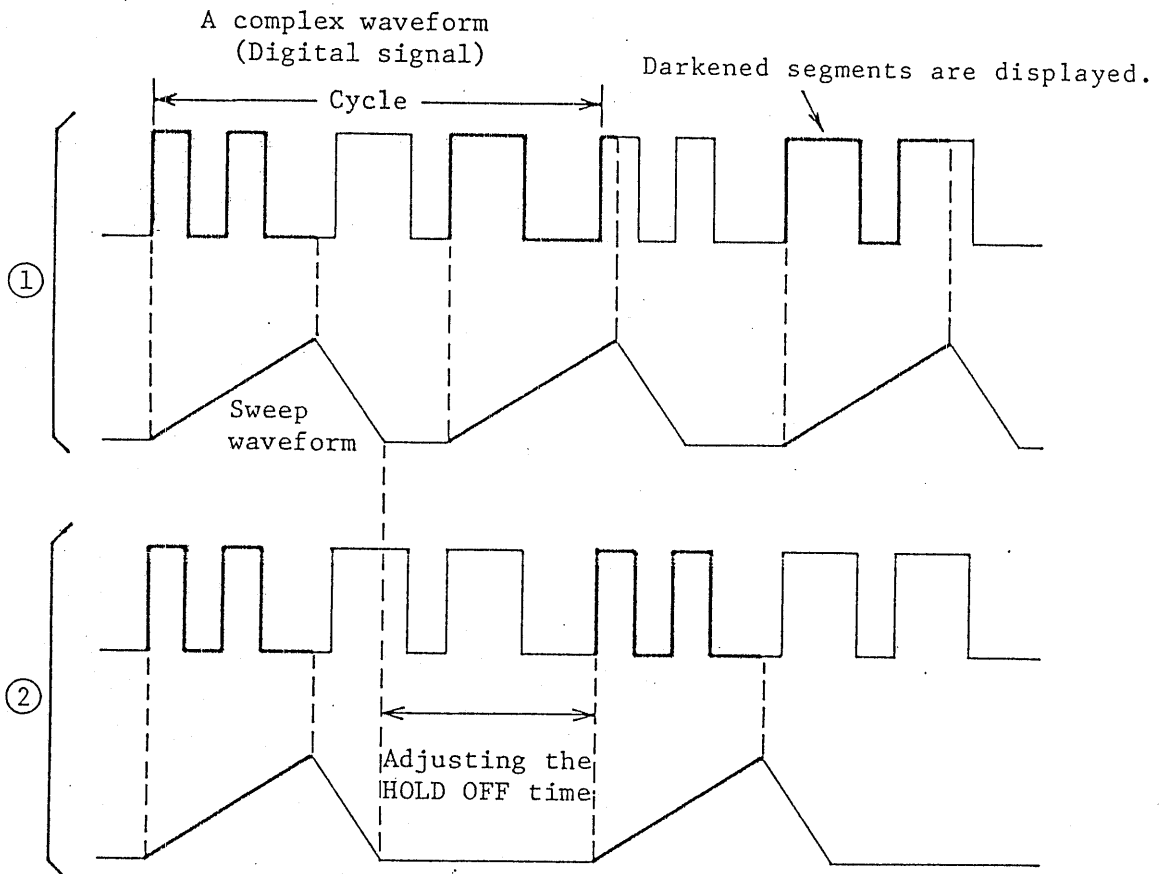 A complex waveform
(Digital signal)
Darkened segments are displayed.
Cycle
①
Sweep
waveform
②
Adjusting the
HOLD OFF time